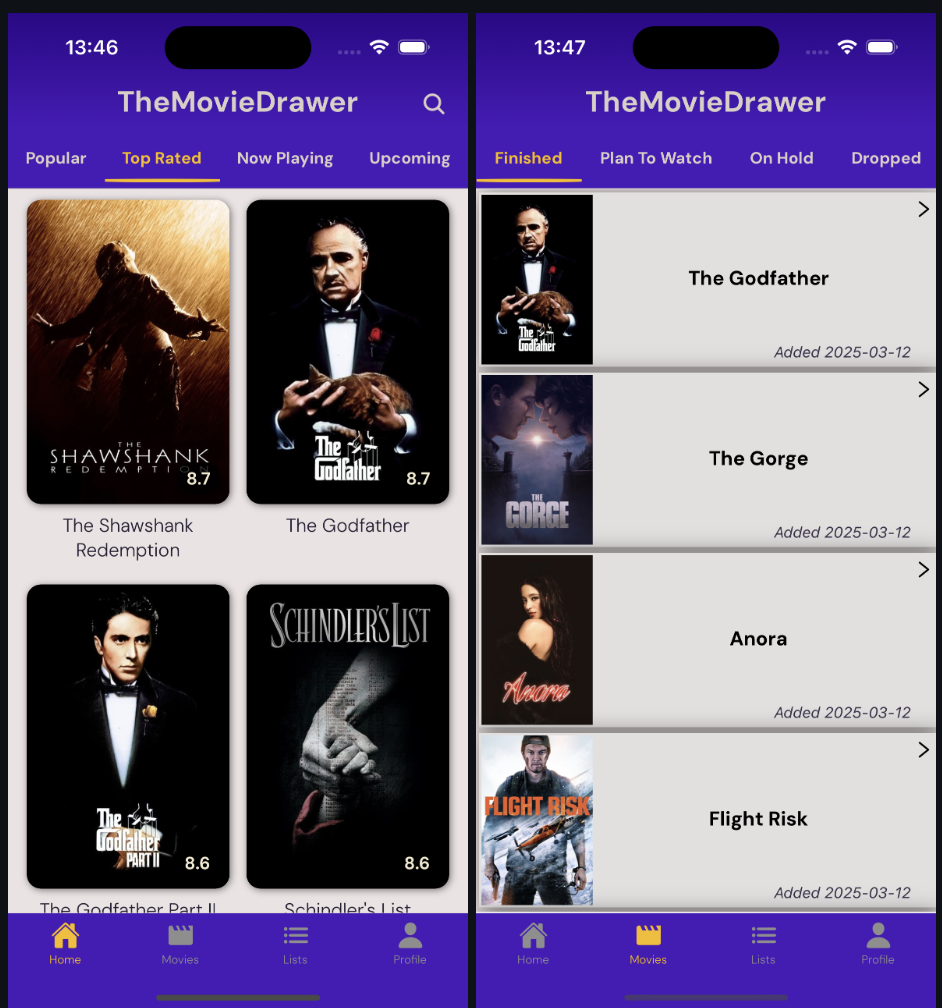 13:46
TheMovieDrawer
Popular Top Rated Now Playing Upcoming
THE
SHAWSHANK
REDEMPTION
8.7
The Godfather
8.7
The Shawshank
Redemption
The Godfather
The Godfather
PART II
8.6
SCHINDLER'S LIST
8.6
The Godfather Part II
Schindler's List
Home Movies Lists Profile
13:47
TheMovieDrawer
Finished Plan To Watch On Hold Dropped
The Godfather
The Godfather
Added 2025-03-12
THE
GORGE
The Gorge
Added 2025-03-12
Anora
Anora
Added 2025-03-12
FLIGHT RISK
Flight Risk
Added 2025-03-12
Home Movies Lists Profile